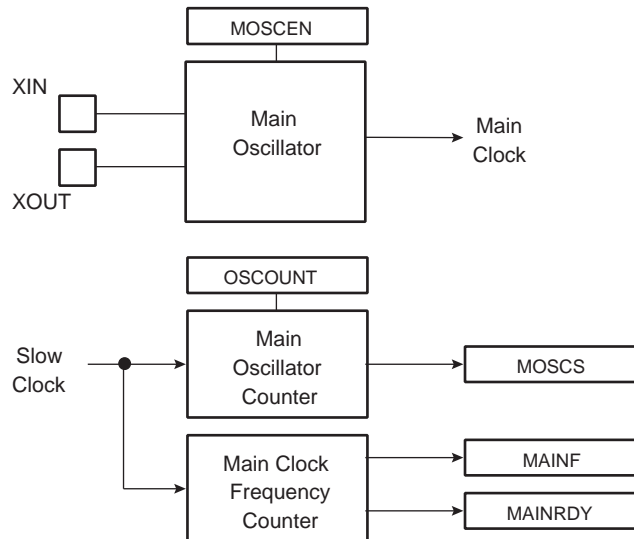 MOSCEN
XIN
Main
Oscillator
Main
Clock
XOUT
OSCOUNT
Slow
Clock
Main
Oscillator
Counter
MOSCS
Main Clock
Frequency
Counter
MAINF
MAINRDY